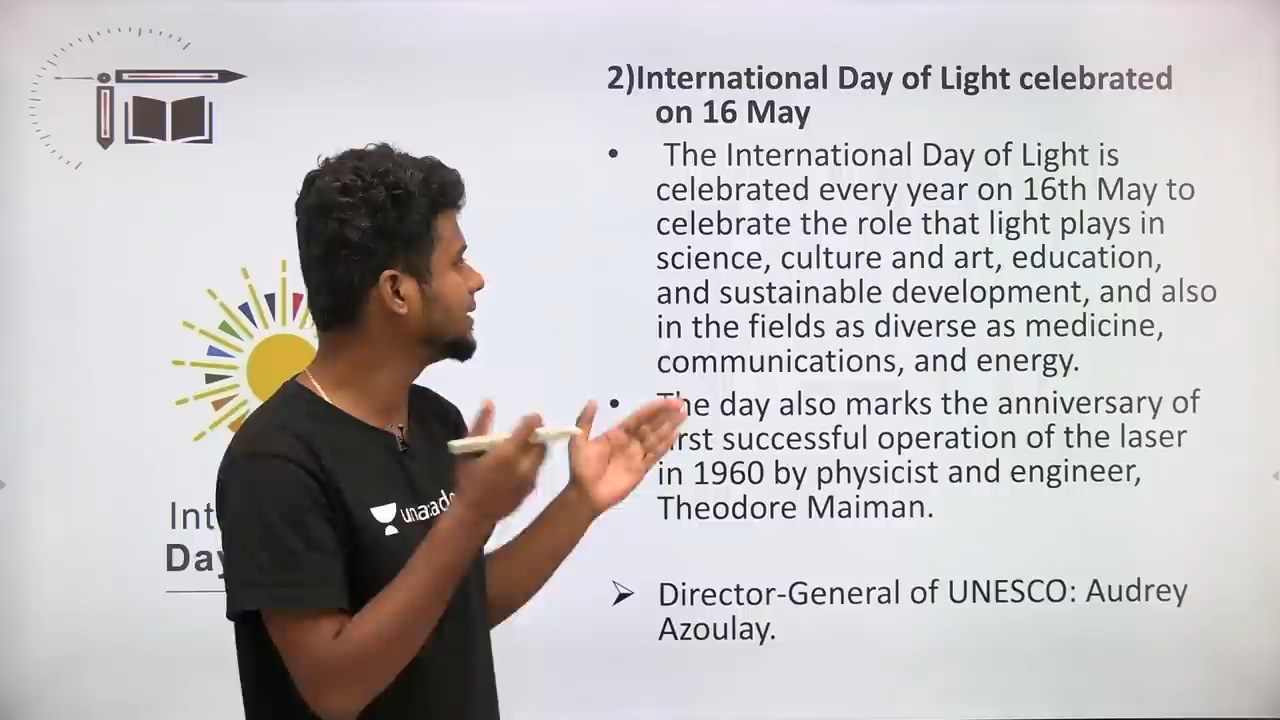 2)International Day of Light celebrated
on 16 May
• The International Day of Light is
celebrated every year on 16th May to
celebrate the role that light plays in
science, culture and art, education,
and sustainable development, and also
in the fields as diverse as medicine,
communications, and energy.
• The day also marks the anniversary of
first successful operation of the laser
in 1960 by physicist and engineer,
Theodore Maiman.
➢ Director-General of UNESCO: Audrey
Azoulay.
Int
Day
unacade